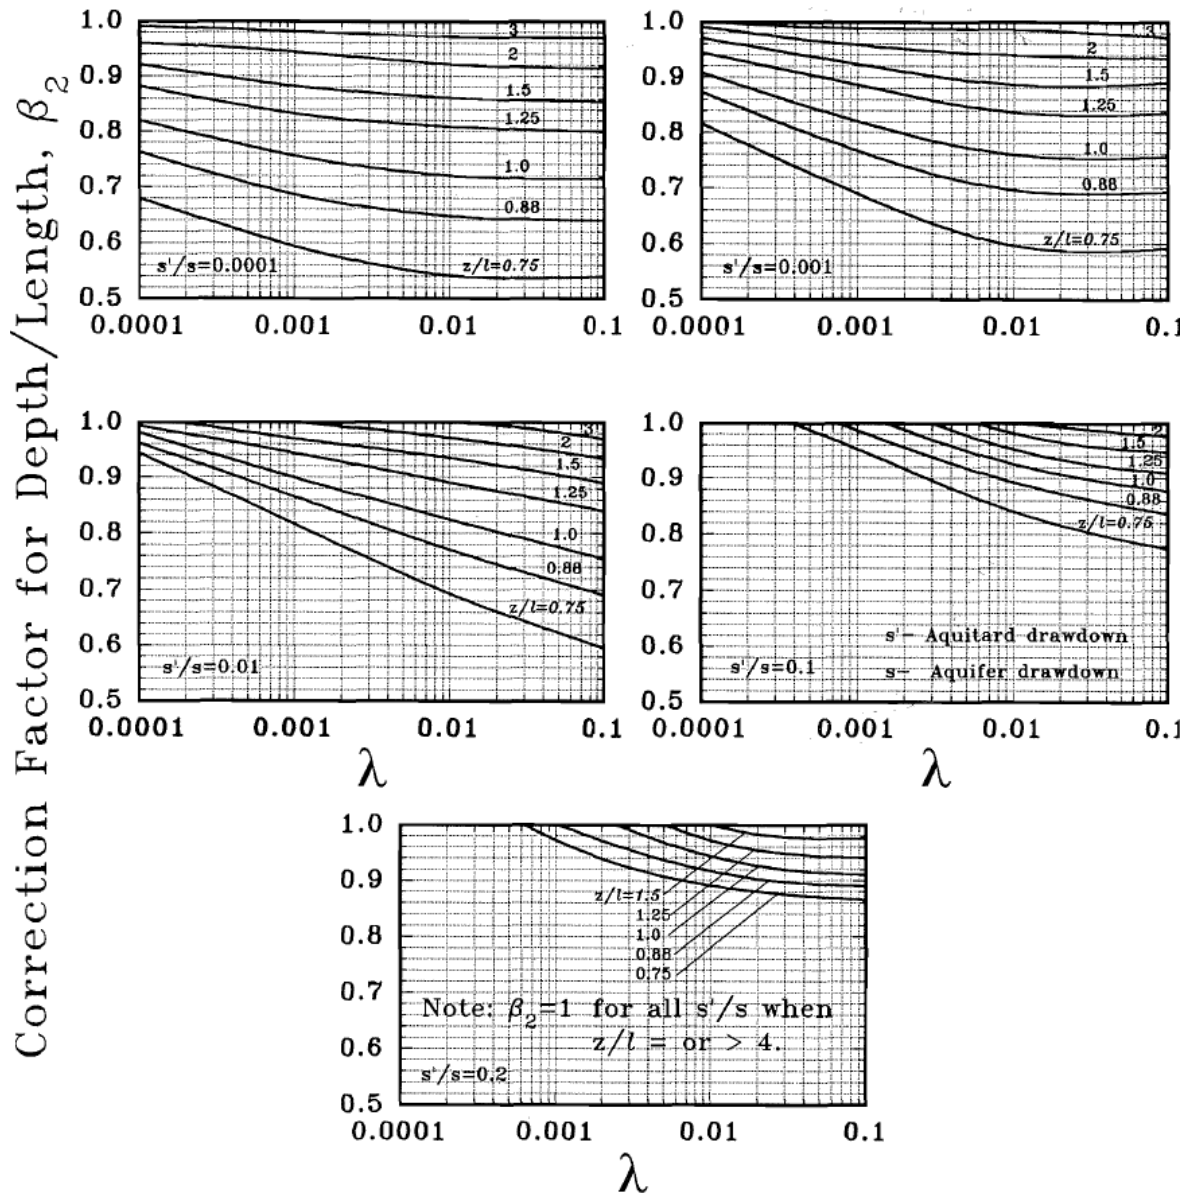 Correction Factor for Depth/Length, β₂
1.0
0.9
0.8
0.7
0.6
0.5
3
2
1.5
1.25
1.0
0.88
z/l=0.75
s'/s=0.0001
0.0001 0.001 0.01 0.1
1.0
0.9
0.8
0.7
0.6
0.5
3
2
1.5
1.25
1.0
0.88
z/l=0.75
s'/s=0.001
0.0001 0.001 0.01 0.1
1.0
0.9
0.8
0.7
0.6
0.5
3
2
1.5
1.25
1.0
0.88
z/l=0.75
s'/s=0.01
0.0001 0.001 0.01 0.1
λ
1.0
0.9
0.8
0.7
0.6
0.5
2
1.5
1.25
1.0
0.88
z/l=0.75
s'– Aquitard drawdown
s– Aquifer drawdown
s'/s=0.1
0.0001 0.001 0.01 0.1
λ
1.0
0.9
0.8
0.7
0.6
0.5
z/l=1.5
1.25
1.0
0.88
0.75
Note: β₂=1 for all s'/s when
z/l = or > 4.
s'/s=0.2
0.0001 0.001 0.01 0.1
λ